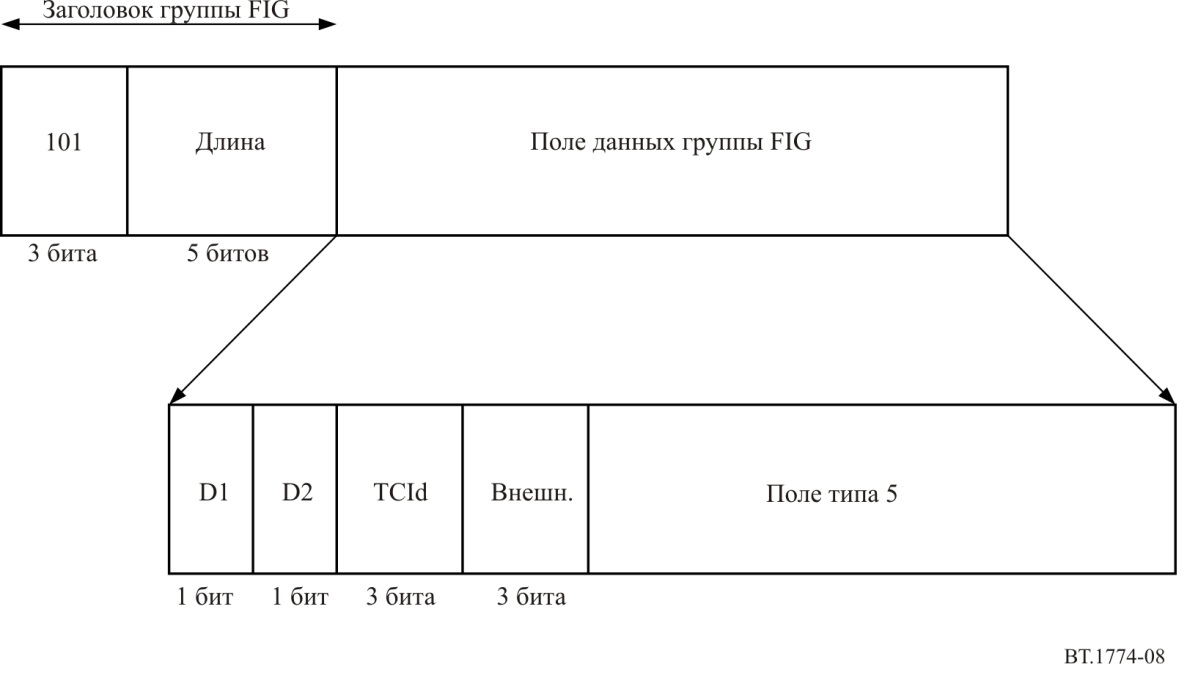 Заголовок группы FIG
101
Длина
Поле данных группы FIG
3 бита
5 битов
D1
D2
TCId
Внешн.
Поле типа 5
1 бит
1 бит
3 бита
3 бита
BT.1774-08